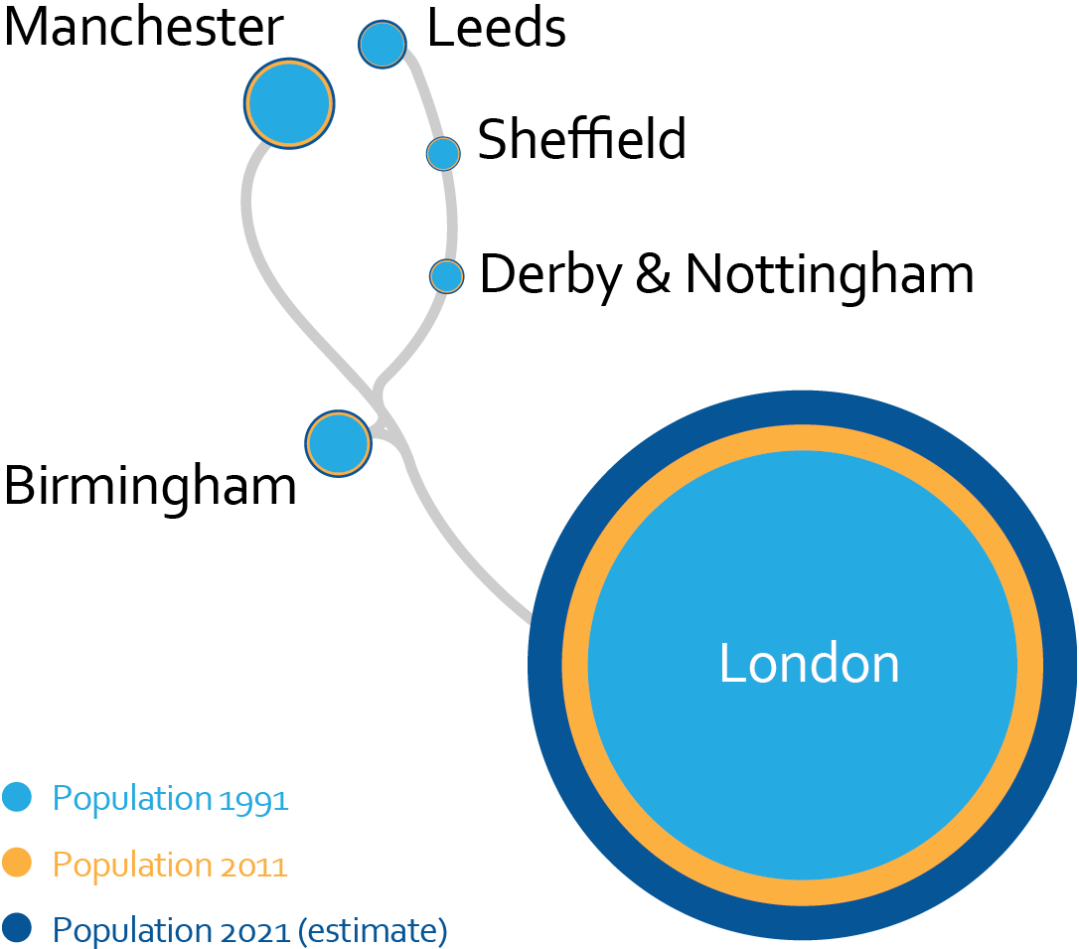 Manchester
Leeds
Sheffield
Derby & Nottingham
Birmingham
London
Population 1991
Population 2011
Population 2021 (estimate)